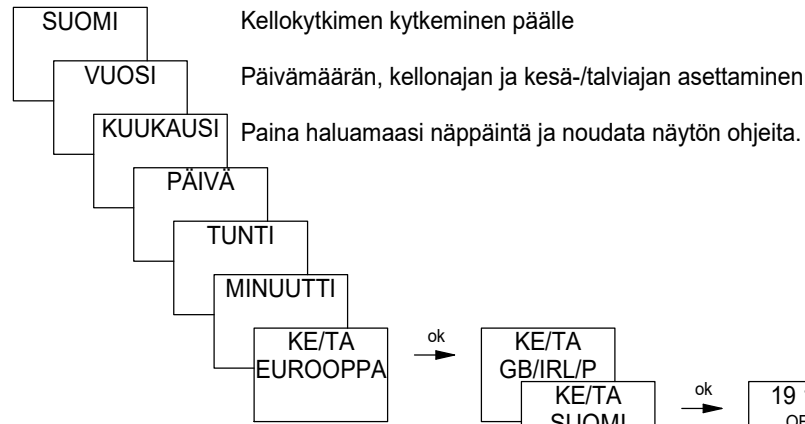 SUOMI
Kellokytkimen kytkeminen päälle
VUOSI
Päivämäärän, kellonajan ja kesä-/talviajan asettaminen
KUUKAUSI
Paina haluamaasi näppäintä ja noudata näytön ohjeita.
PÄIVÄ
TUNTI
MINUUTTI
KE/TA
EUROOPPA
ok
KE/TA
GB/IRL/P
KE/TA
SUOMI
ok
19